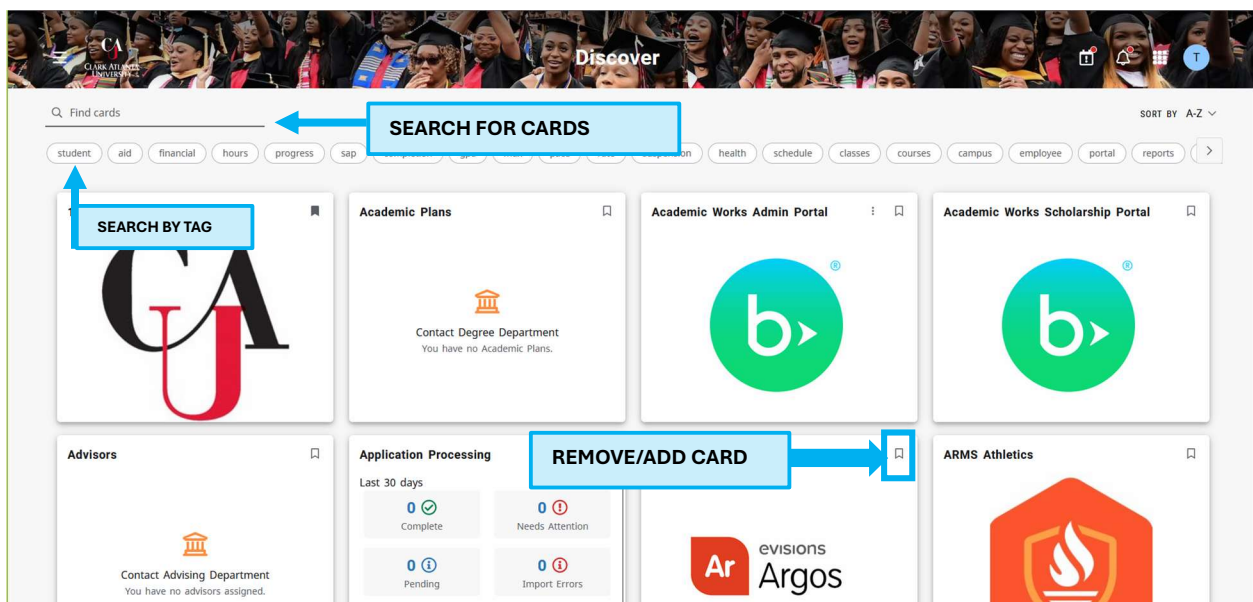 CA
CLARK ATLANTA
UNIVERSITY
Discover
T
Find cards
SEARCH FOR CARDS
SORT BY A-Z
student aid financial hours progress sap health schedule classes courses campus employee portal reports
SEARCH BY TAG
Academic Plans
Academic Works Admin Portal
Academic Works Scholarship Portal
CAU
Contact Degree Department
You have no Academic Plans.
b
®
b
®
Advisors
Application Processing
REMOVE/ADD CARD
ARMS Athletics
Last 30 days
0
Complete
0
Needs Attention
0
Pending
0
Import Errors
Contact Advising Department
You have no advisors assigned.
Ar
evisions
Argos